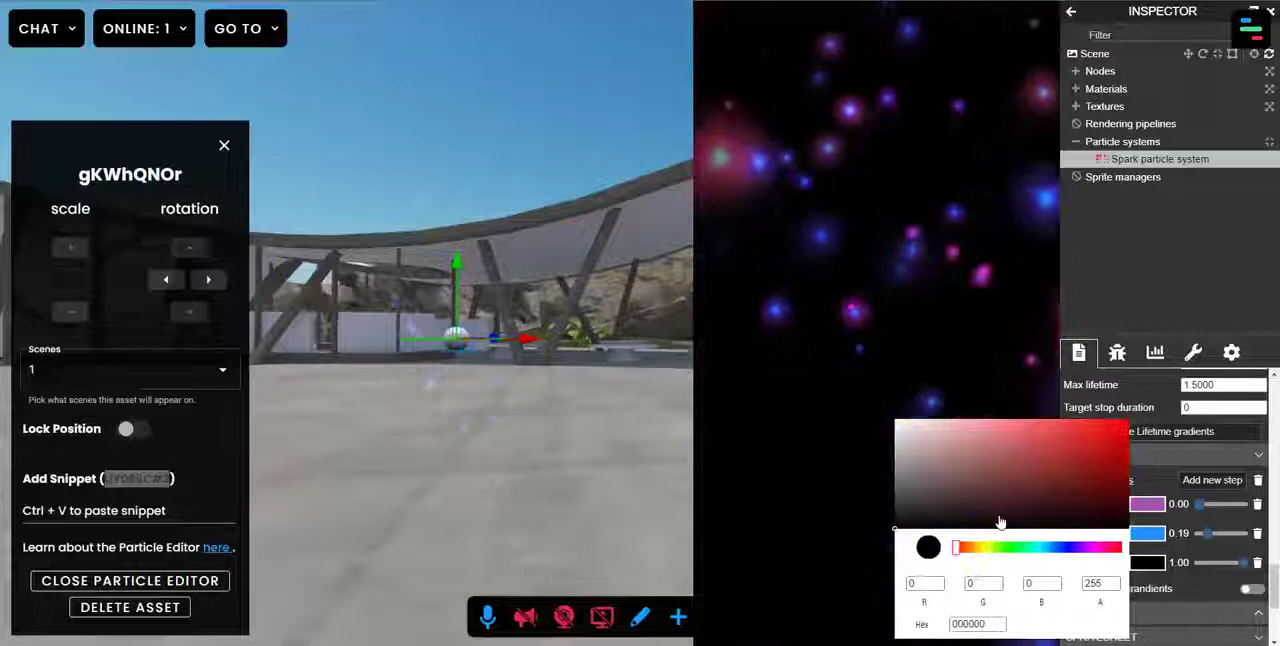 CHAT
ONLINE: 1
GO TO
gKWhQNOr
scale
rotation
Scenes
1
Pick what scenes this asset will appear on.
Lock Position
Add Snippet (
)
Ctrl + V to paste snippet
Learn about the Particle Editor here .
CLOSE PARTICLE EDITOR
DELETE ASSET
INSPECTOR
Filter
Scene
Nodes
Materials
Textures
Rendering pipelines
Particle systems
Spark particle system
Sprite managers
Max lifetime
1.5000
Target stop duration
0
Lifetime gradients
Add new step
0.00
0.19
1.00
0
0
0
255
R
G
B
A
Hex
000000